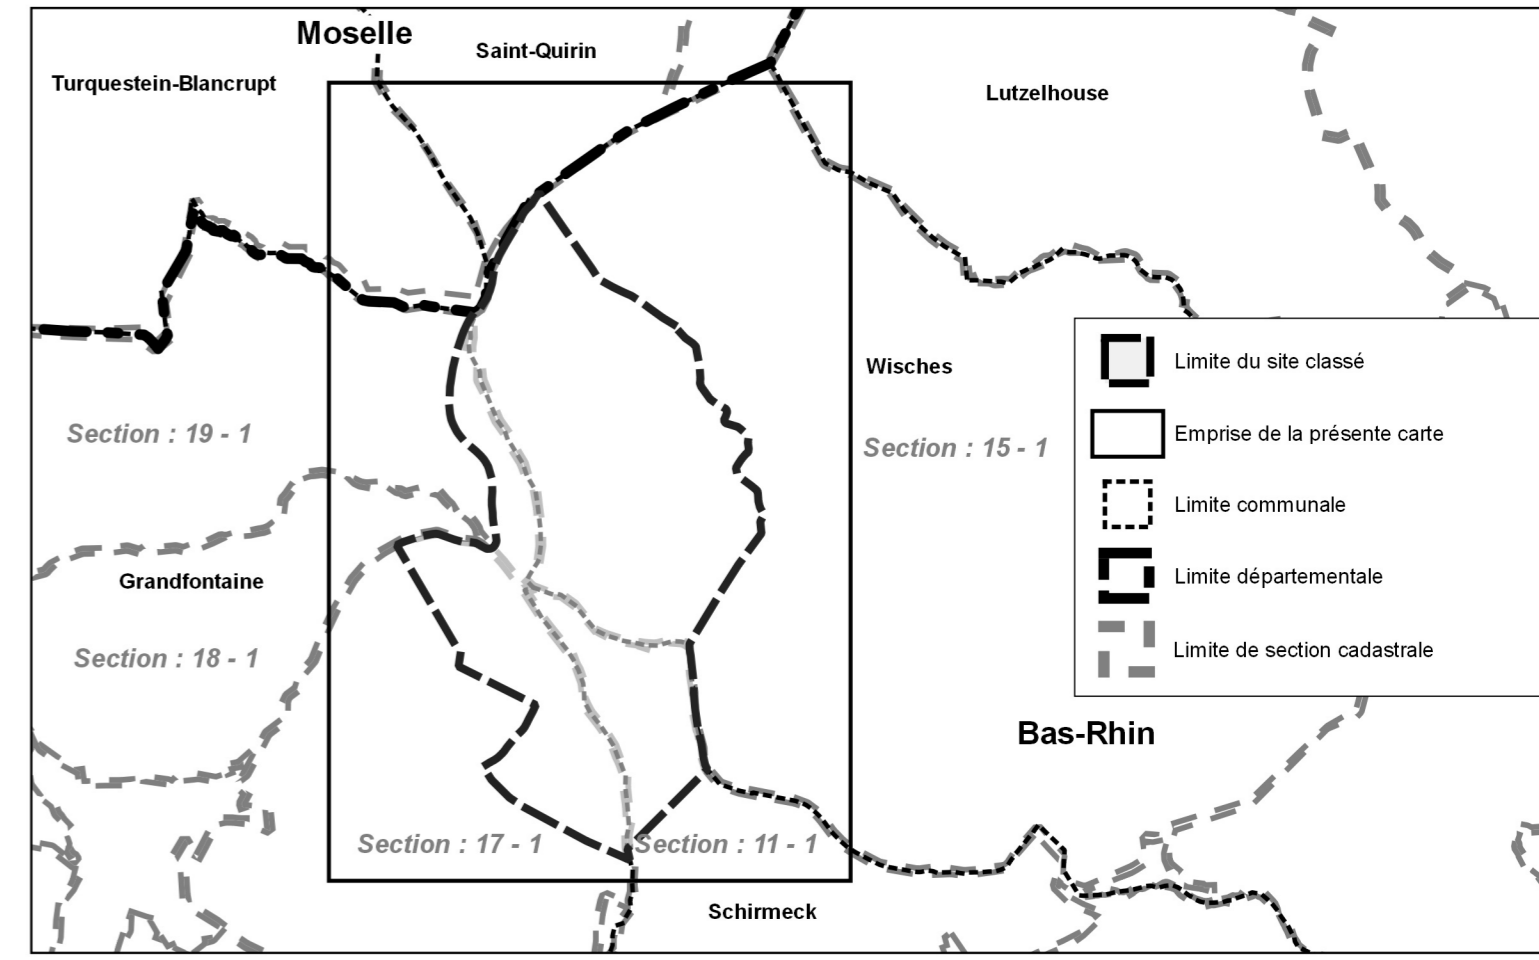 Moselle
Saint-Quirin
Turquestein-Blancrupt
Lutzelhouse
Wisches
Limite du site classé
Section : 19 - 1
Section : 15 - 1
Emprise de la présente carte
Limite communale
Grandfontaine
Limite départementale
Section : 18 - 1
Limite de section cadastrale
Bas-Rhin
Section : 17 - 1
Section : 11 - 1
Schirmeck